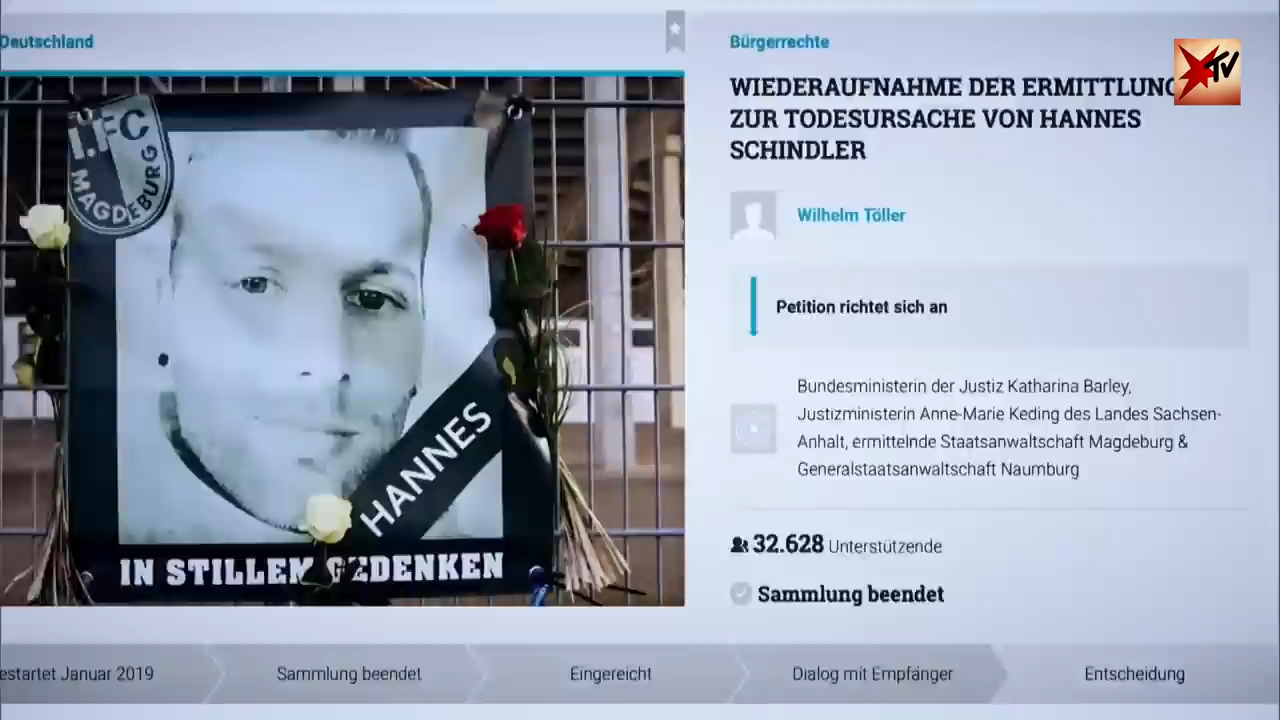 Deutschland
1.FC
MAGDEBURG
HANNES
IN STILLEM GEDENKEN
Bürgerrechte
TV
WIEDERAUFNAHME DER ERMITTLUNG
ZUR TODESURSACHE VON HANNES
SCHINDLER
Wilhelm Töller
Petition richtet sich an
Bundesministerin der Justiz Katharina Barley,
Justizministerin Anne-Marie Keding des Landes Sachsen-
Anhalt, ermittelnde Staatsanwaltschaft Magdeburg &
Generalstaatsanwaltschaft Naumburg
32.628 Unterstützende
Sammlung beendet
estartet Januar 2019
Sammlung beendet
Eingereicht
Dialog mit Empfänger
Entscheidung